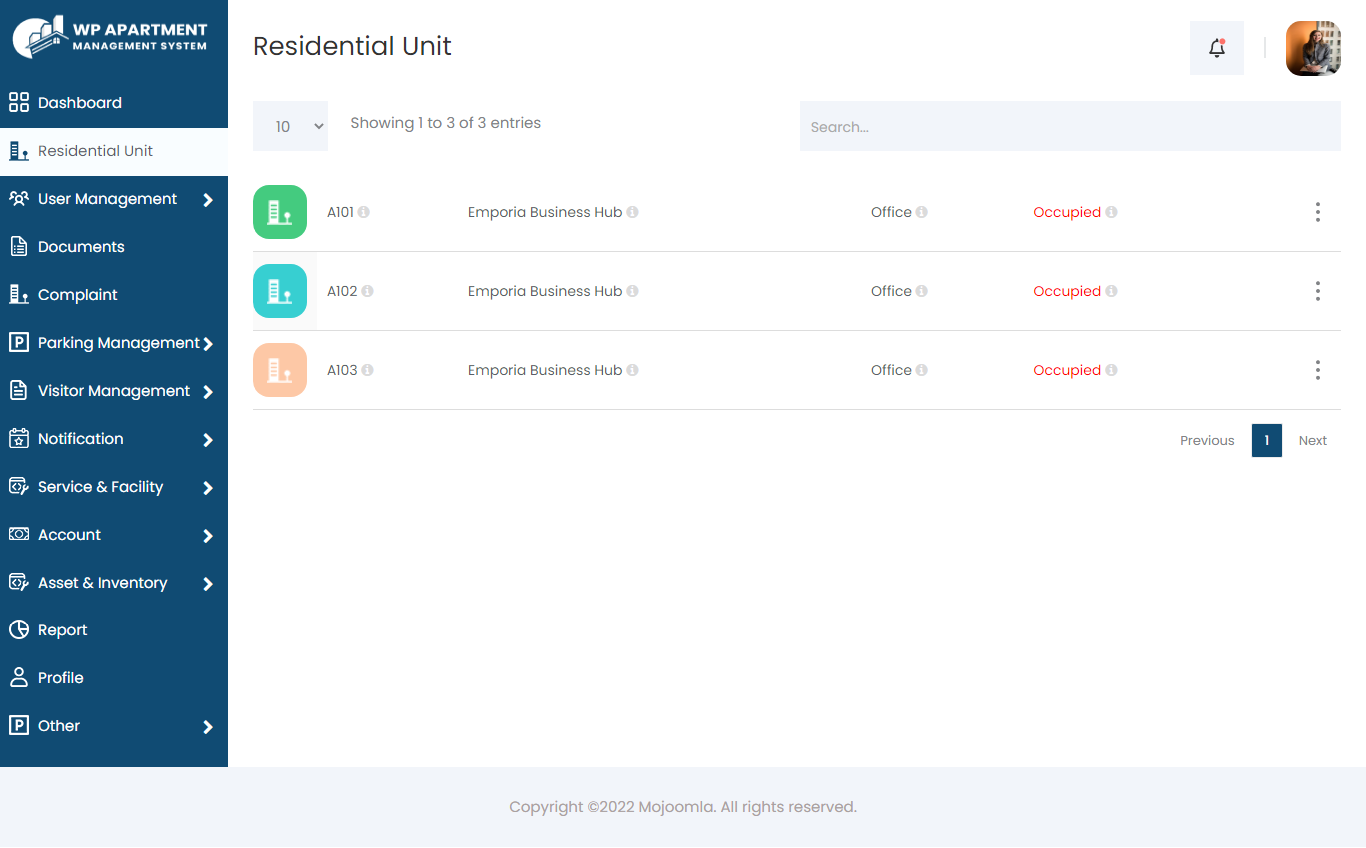 WP APARTMENT
MANAGEMENT SYSTEM
Dashboard
Residential Unit
User Management
Documents
Complaint
Parking Management
Visitor Management
Notification
Service & Facility
Account
Asset & Inventory
Report
Profile
Other
Residential Unit
10
Showing 1 to 3 of 3 entries
Search...
A101 Emporia Business Hub Office Occupied
A102 Emporia Business Hub Office Occupied
A103 Emporia Business Hub Office Occupied
Previous 1 Next
Copyright ©2022 Mojoomla. All rights reserved.